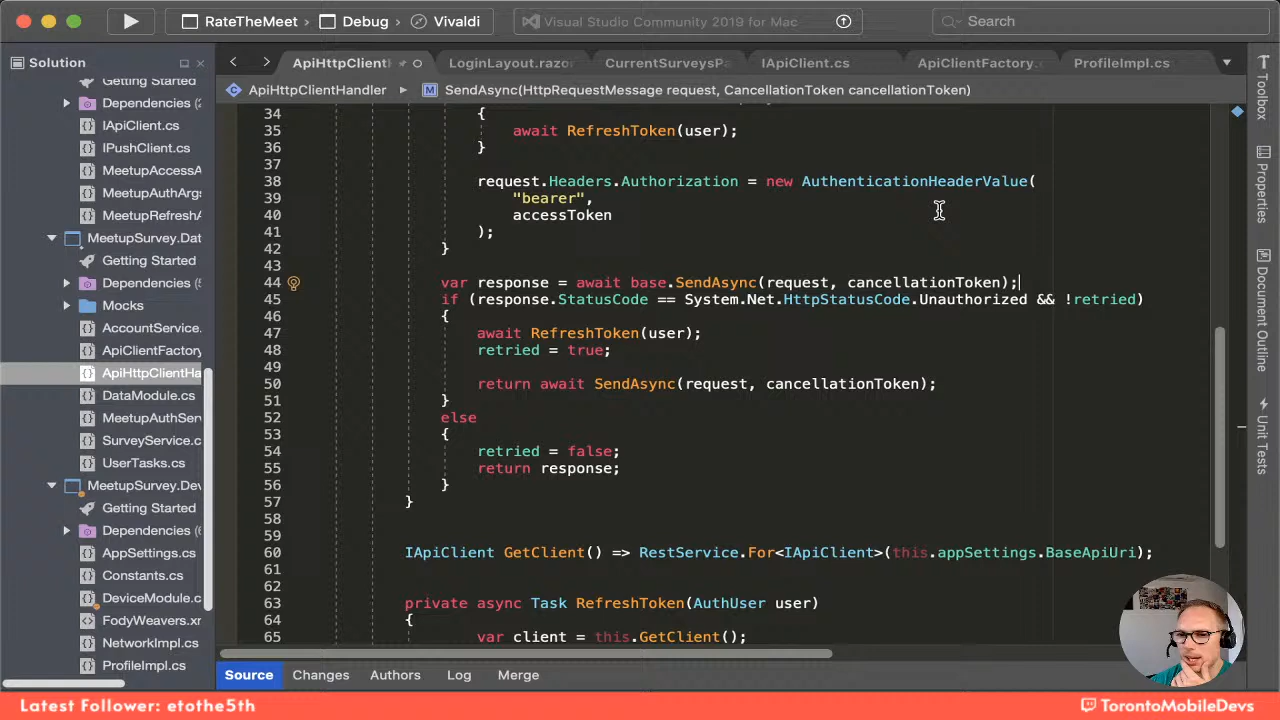 RateTheMeet
Debug
Vivaldi
Visual Studio Community 2019 for Mac
Search
Solution
ApiHttpClientH
LoginLayout.razo
CurrentSurveysPa
IApiClient.cs
ApiClientFactory.c
ProfileImpl.cs
ApiHttpClientHandler
SendAsync(HttpRequestMessage request, CancellationToken cancellationToken)
Getting Started
Dependencies (2
IApiClient.cs
IPushClient.cs
MeetupAccessA
MeetupAuthArgs
MeetupRefreshA
MeetupSurvey.Dat
Getting Started
Dependencies (
Mocks
AccountService.
ApiClientFactory
ApiHttpClientHa
DataModule.cs
MeetupAuthSer
SurveyService.c
UserTasks.cs
MeetupSurvey.Dev
Getting Started
Dependencies (6
AppSettings.cs
Constants.cs
DeviceModule.c
FodyWeavers.xr
NetworkImpl.cs
ProfileImpl.cs
34 {
35 await RefreshToken(user);
36 }
37
38 request.Headers.Authorization = new AuthenticationHeaderValue(
39 "bearer",
40 accessToken
41 );
42 }
43
44 var response = await base.SendAsync(request, cancellationToken);
45 if (response.StatusCode == System.Net.HttpStatusCode.Unauthorized && !retried)
46 {
47 await RefreshToken(user);
48 retried = true;
49
50 return await SendAsync(request, cancellationToken);
51 }
52 else
53 {
54 retried = false;
55 return response;
56 }
57 }
58
59
60 IApiClient GetClient() => RestService.For<IApiClient>(this.appSettings.BaseApiUri);
61
62
63 private async Task RefreshToken(AuthUser user)
64 {
65 var client = this.GetClient();
Source
Changes
Authors
Log
Merge
Toolbox
Properties
Document Outline
Unit Tests
Latest Follower: etothe5th
TorontoMobileDevs